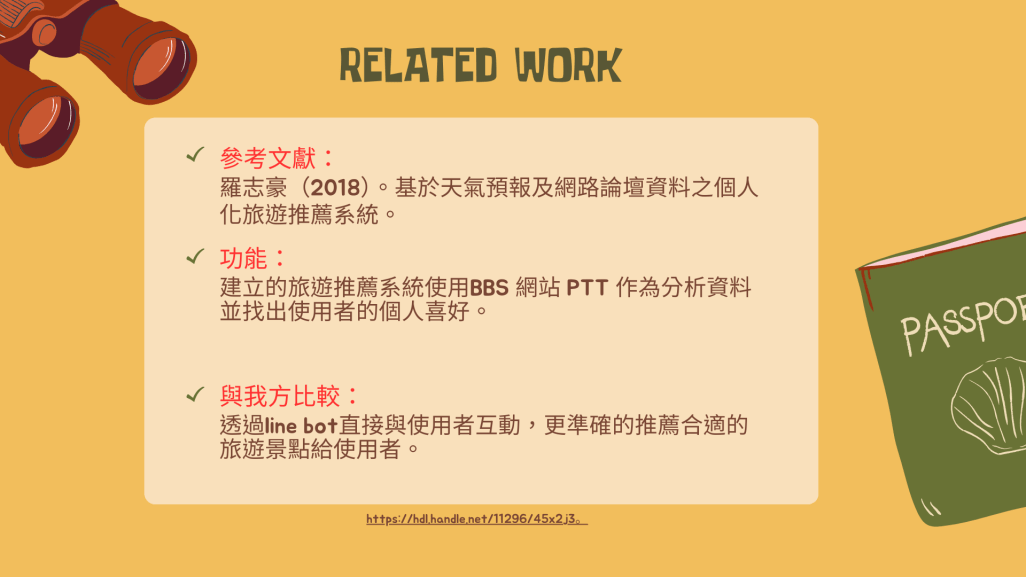 RELATED WORK
參考文獻：
羅志豪（2018）。基於天氣預報及網路論壇資料之個人
化旅遊推薦系統。
功能：
建立的旅遊推薦系統使用BBS 網站 PTT 作為分析資料
並找出使用者的個人喜好。
與我方比較：
透過line bot直接與使用者互動，更準確的推薦合適的
旅遊景點給使用者。
https://hdl.handle.net/11296/45x2j3。
PASSPO